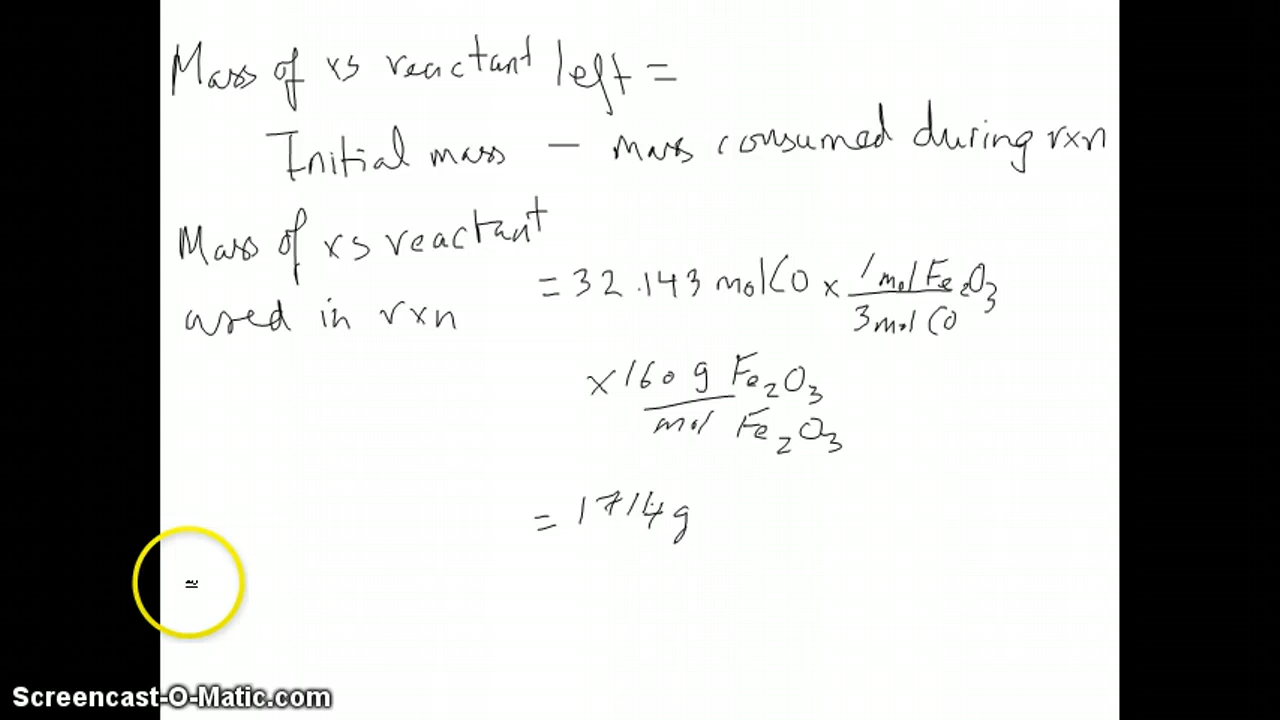 Mass of xs reactant left =
Initial mass — mass consumed during rxn
Mass of xs reactant
used in rxn
= 32.143 mol CO x 1 mol Fe2O3
3 mol CO
x 160 g Fe2O3
mol Fe2O3
= 1714 g
Screencast-O-Matic.com